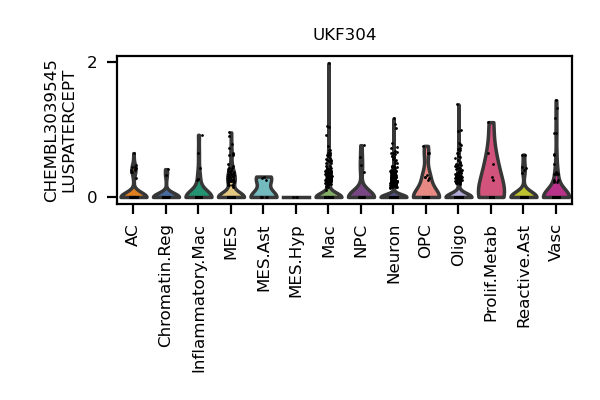 UKF304
CHEMBL3039545
LUSPATERCEPT
2
0
AC
Chromatin.Reg
Inflammatory.Mac
MES
MES.Ast
MES.Hyp
Mac
NPC
Neuron
OPC
Oligo
Prolif.Metab
Reactive.Ast
Vasc